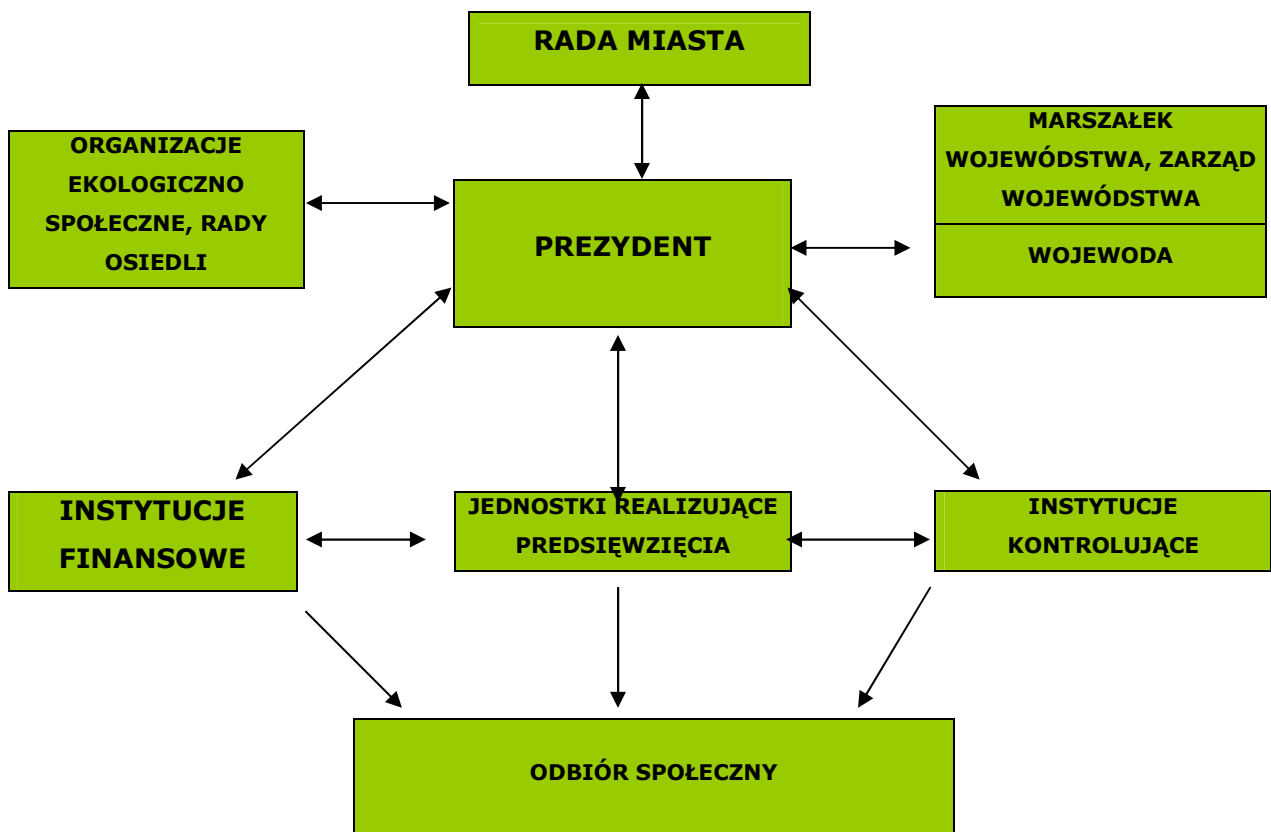 RADA MIASTA
ORGANIZACJE
EKOLOGICZNO
SPOŁECZNE, RADY
OSIEDLI
PREZYDENT
MARSZAŁEK
WOJEWÓDSTWA, ZARZĄD
WOJEWÓDSTWA
WOJEWODA
INSTYTUCJE
FINANSOWE
JEDNOSTKI REALIZUJĄCE
PREDSIĘWZIĘCIA
INSTYTUCJE
KONTROLUJĄCE
ODBIÓR SPOŁECZNY